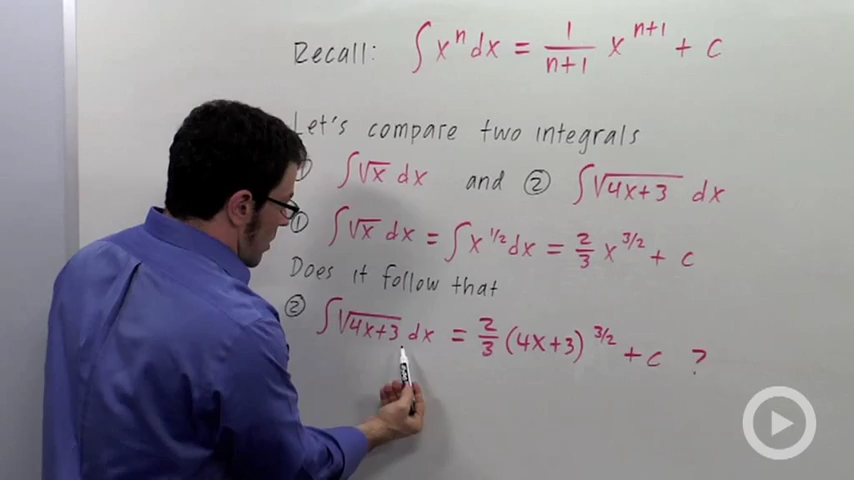 Recall: ∫ xⁿ dx = 1/(n+1) xⁿ⁺¹ + c
Let's compare two integrals
① ∫√x dx and ② ∫√(4x+3) dx
① ∫√x dx = ∫ x^(1/2) dx = 2/3 x^(3/2) + c
Does it follow that
② ∫√(4x+3) dx = 2/3 (4x+3)^(3/2) + c ?